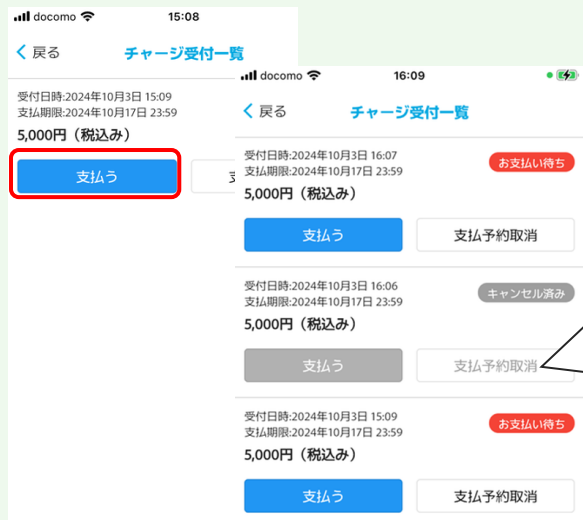 docomo 15:08
戻る チャージ受付一覧
受付日時:2024年10月3日 15:09
支払期限:2024年10月17日 23:59
5,000円（税込み）
支払う
docomo 16:09
戻る チャージ受付一覧
受付日時:2024年10月3日 16:07
支払期限:2024年10月17日 23:59
お支払い待ち
5,000円（税込み）
支払う 支払予約取消
受付日時:2024年10月3日 16:06
支払期限:2024年10月17日 23:59
キャンセル済み
5,000円（税込み）
支払う 支払予約取消
受付日時:2024年10月3日 15:09
支払期限:2024年10月17日 23:59
お支払い待ち
5,000円（税込み）
支払う 支払予約取消